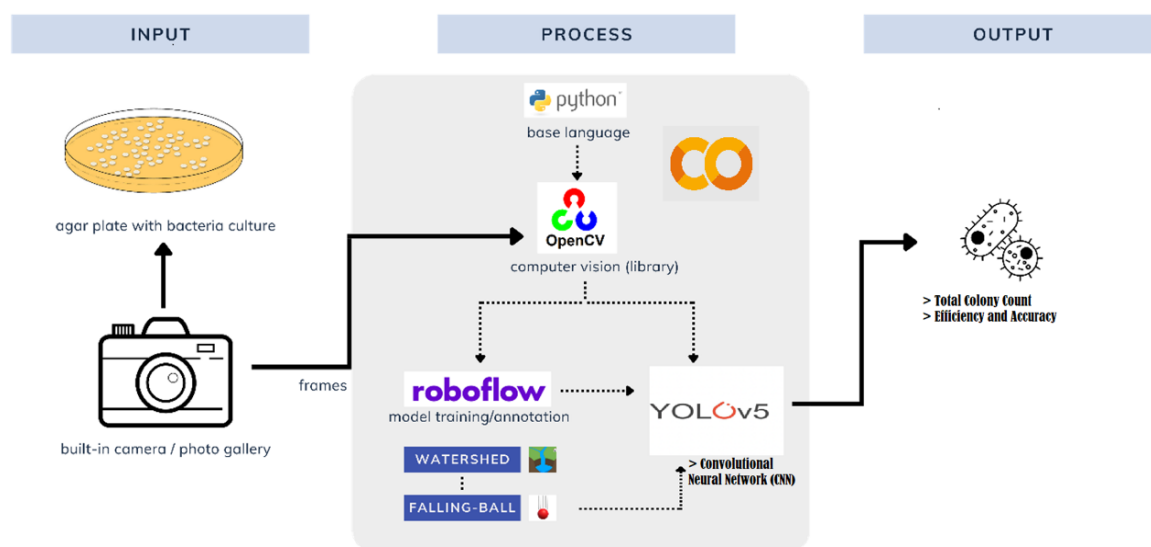 INPUT
PROCESS
OUTPUT
python
base language
OpenCV
computer vision (library)
agar plate with bacteria culture
frames
built-in camera / photo gallery
roboflow
model training/annotation
WATERSHED
FALLING-BALL
YOLOv5
> Convolutional
Neural Network (CNN)
> Total Colony Count
> Efficiency and Accuracy